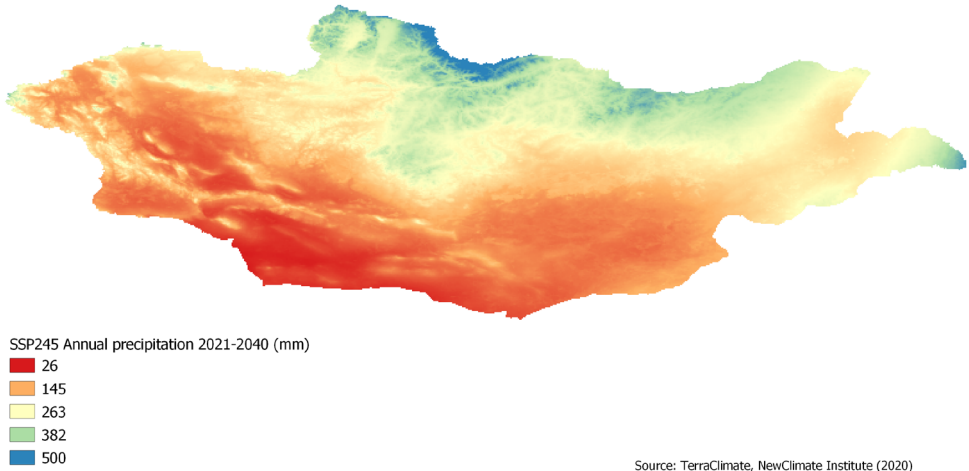 SSP245 Annual precipitation 2021-2040 (mm)
26
145
263
382
500
Source: TerraClimate, NewClimate Institute (2020)